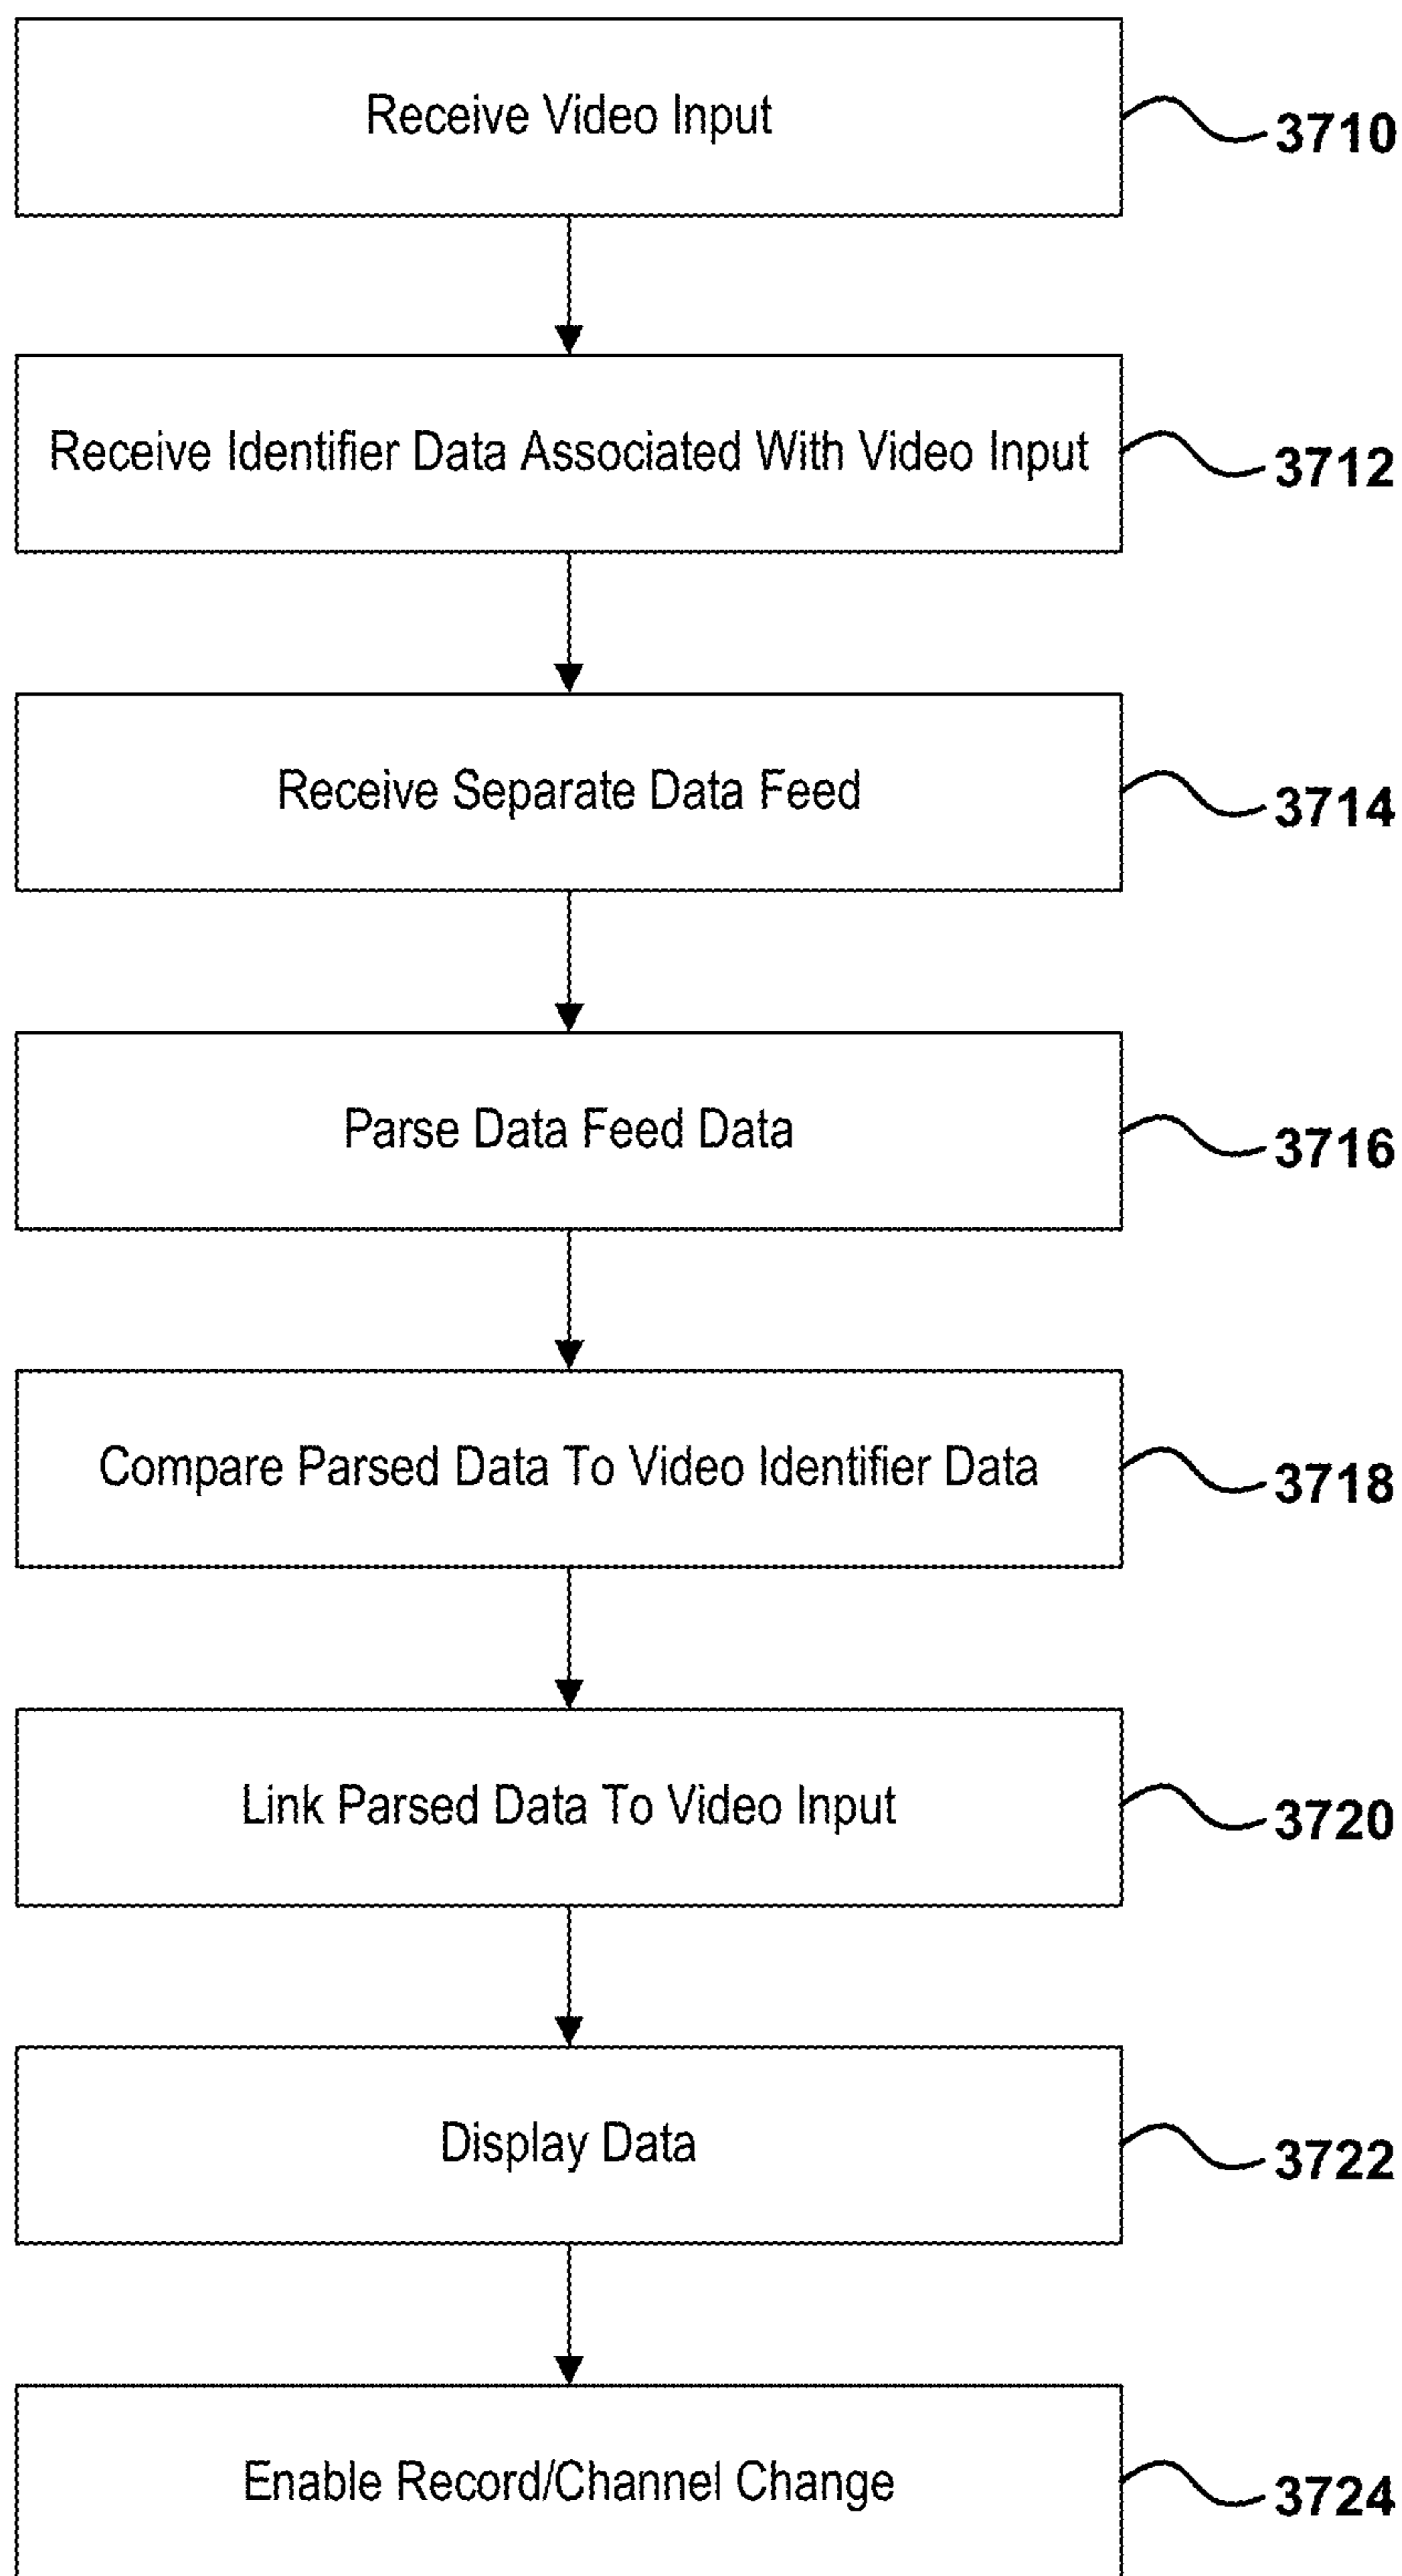 Receive Video Input
3710
Receive Identifier Data Associated With Video Input
3712
Receive Separate Data Feed
3714
Parse Data Feed Data
3716
Compare Parsed Data To Video Identifier Data
3718
Link Parsed Data To Video Input
3720
Display Data
3722
Enable Record/Channel Change
3724